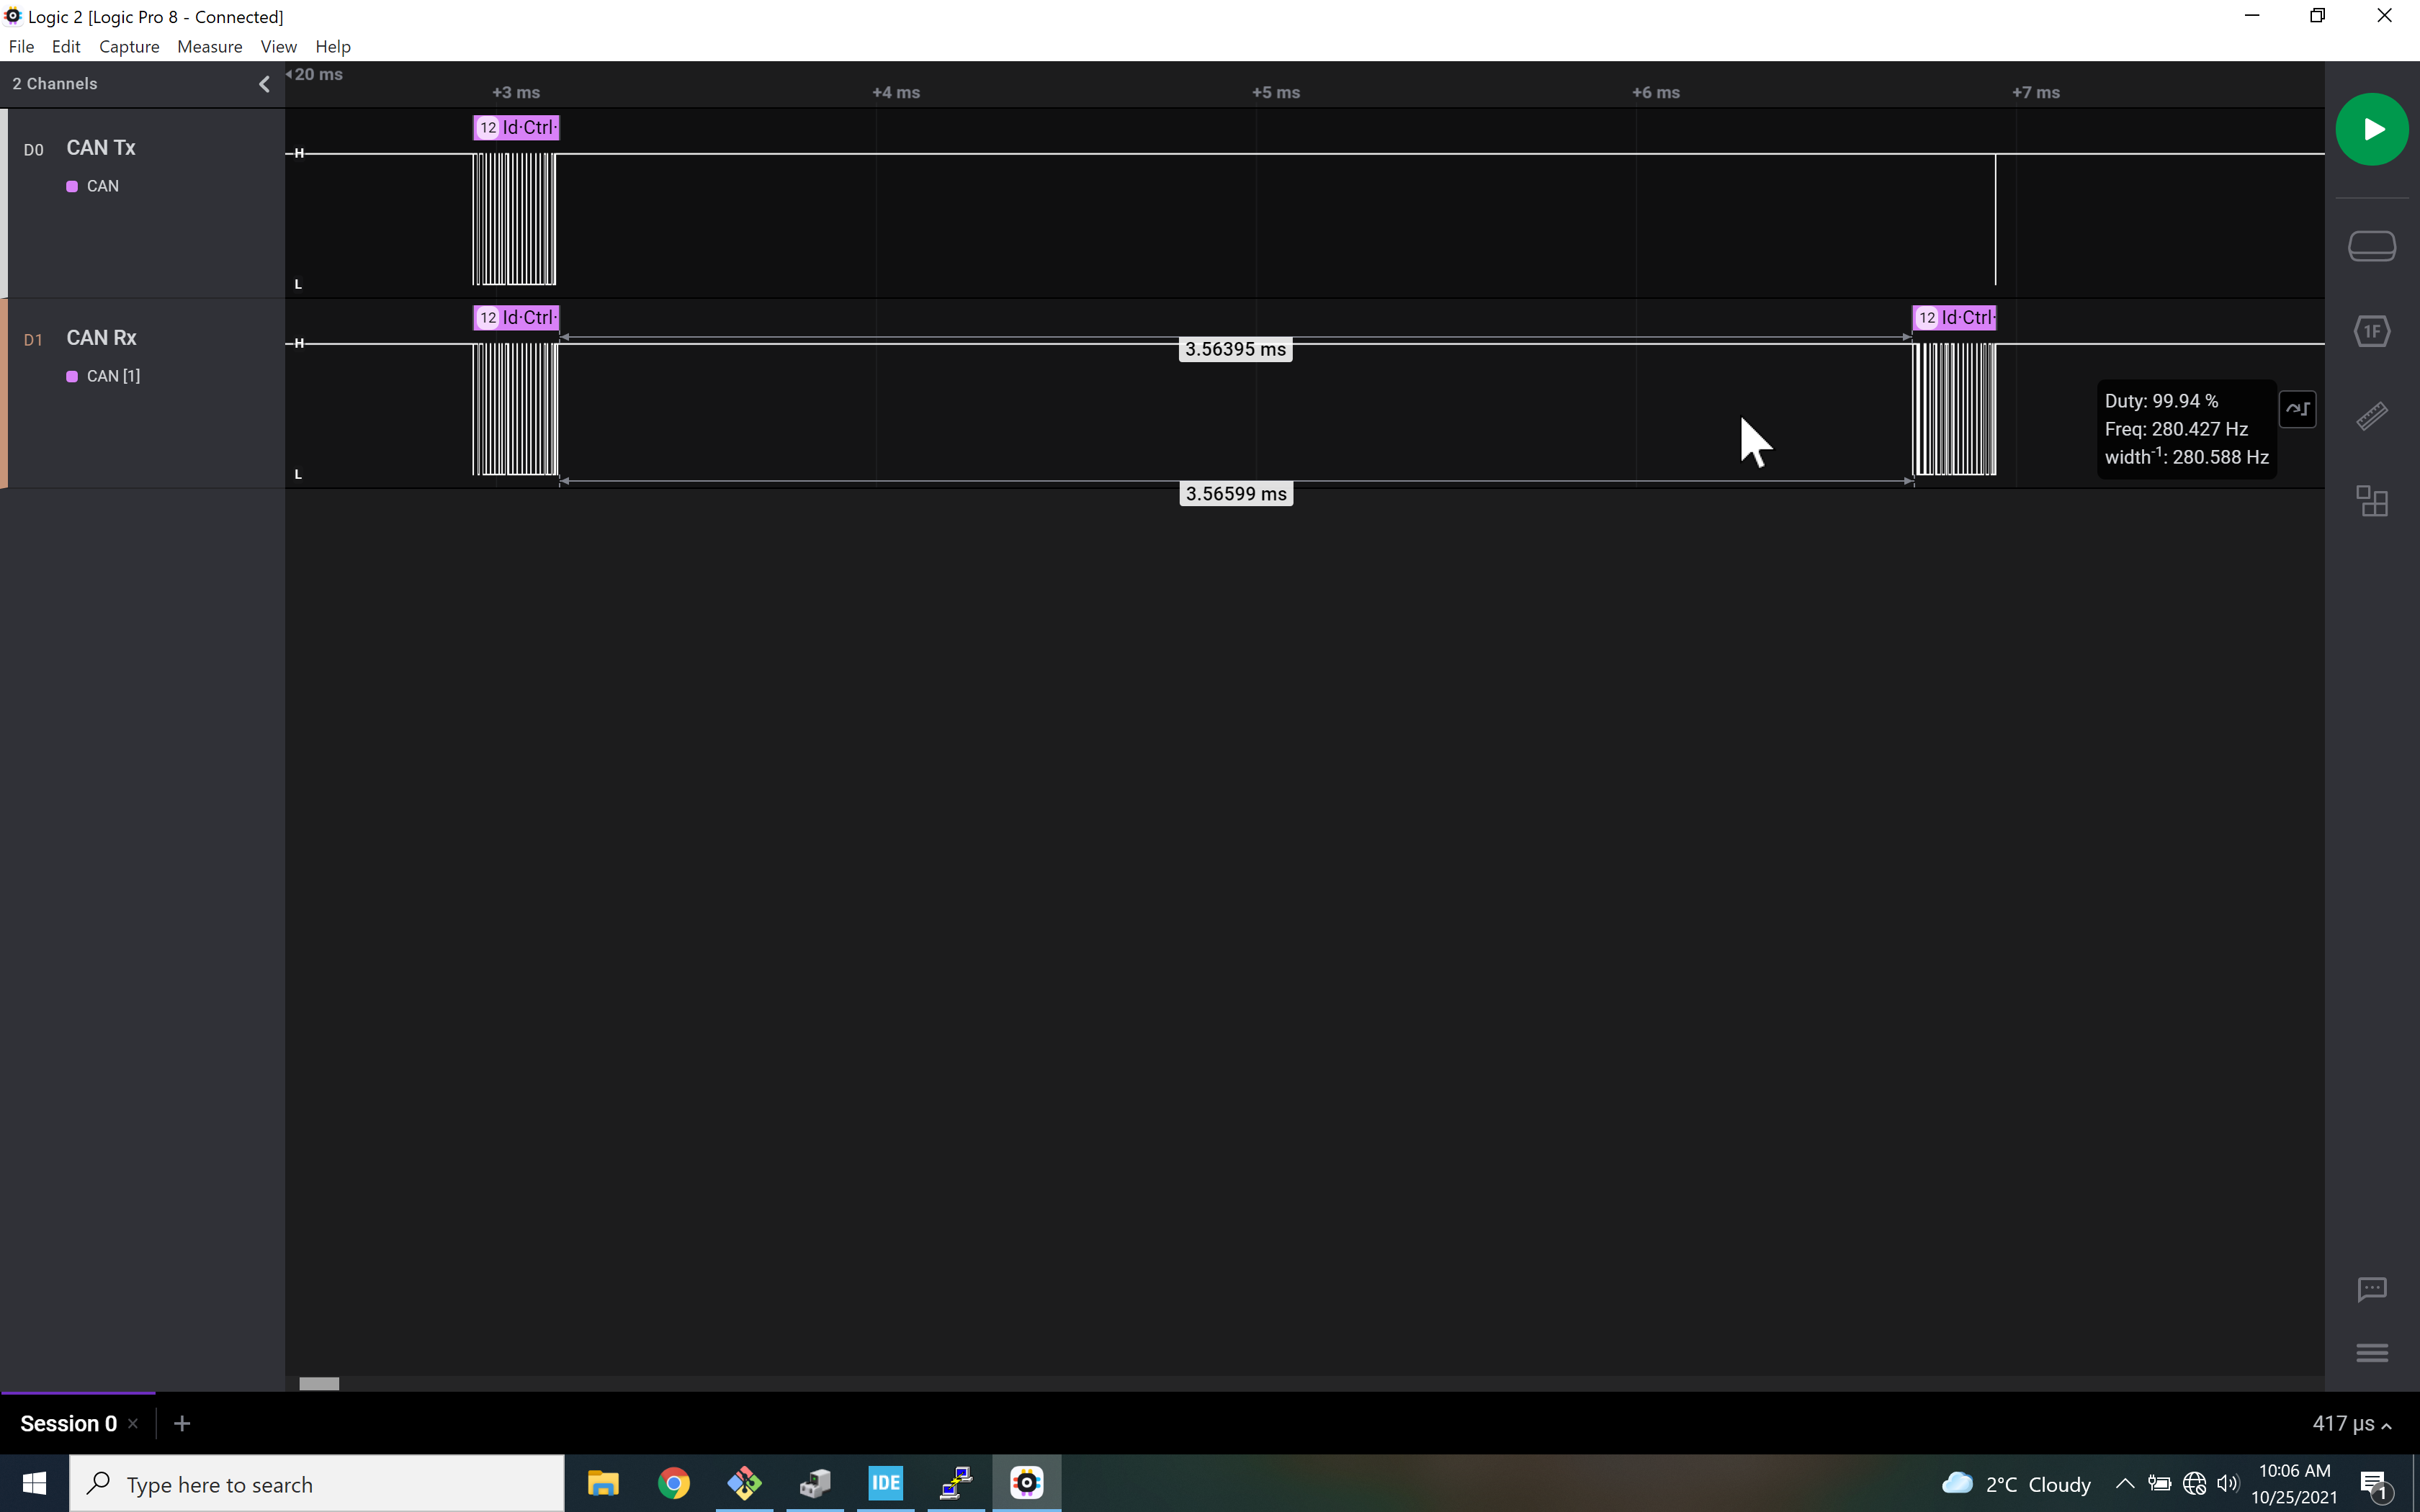 Logic 2 [Logic Pro 8 - Connected]
File Edit Capture Measure View Help
2 Channels
20 ms
+3 ms +4 ms +5 ms +6 ms +7 ms
D0 CAN Tx
CAN
H
L
12 Id·Ctrl·
D1 CAN Rx
CAN [1]
H
L
12 Id·Ctrl·
12 Id·Ctrl·
3.56395 ms
3.56599 ms
Duty: 99.94 %
Freq: 280.427 Hz
width-1: 280.588 Hz
1F
Session 0
417 µs
Type here to search
IDE
2°C Cloudy
10:06 AM
10/25/2021
1